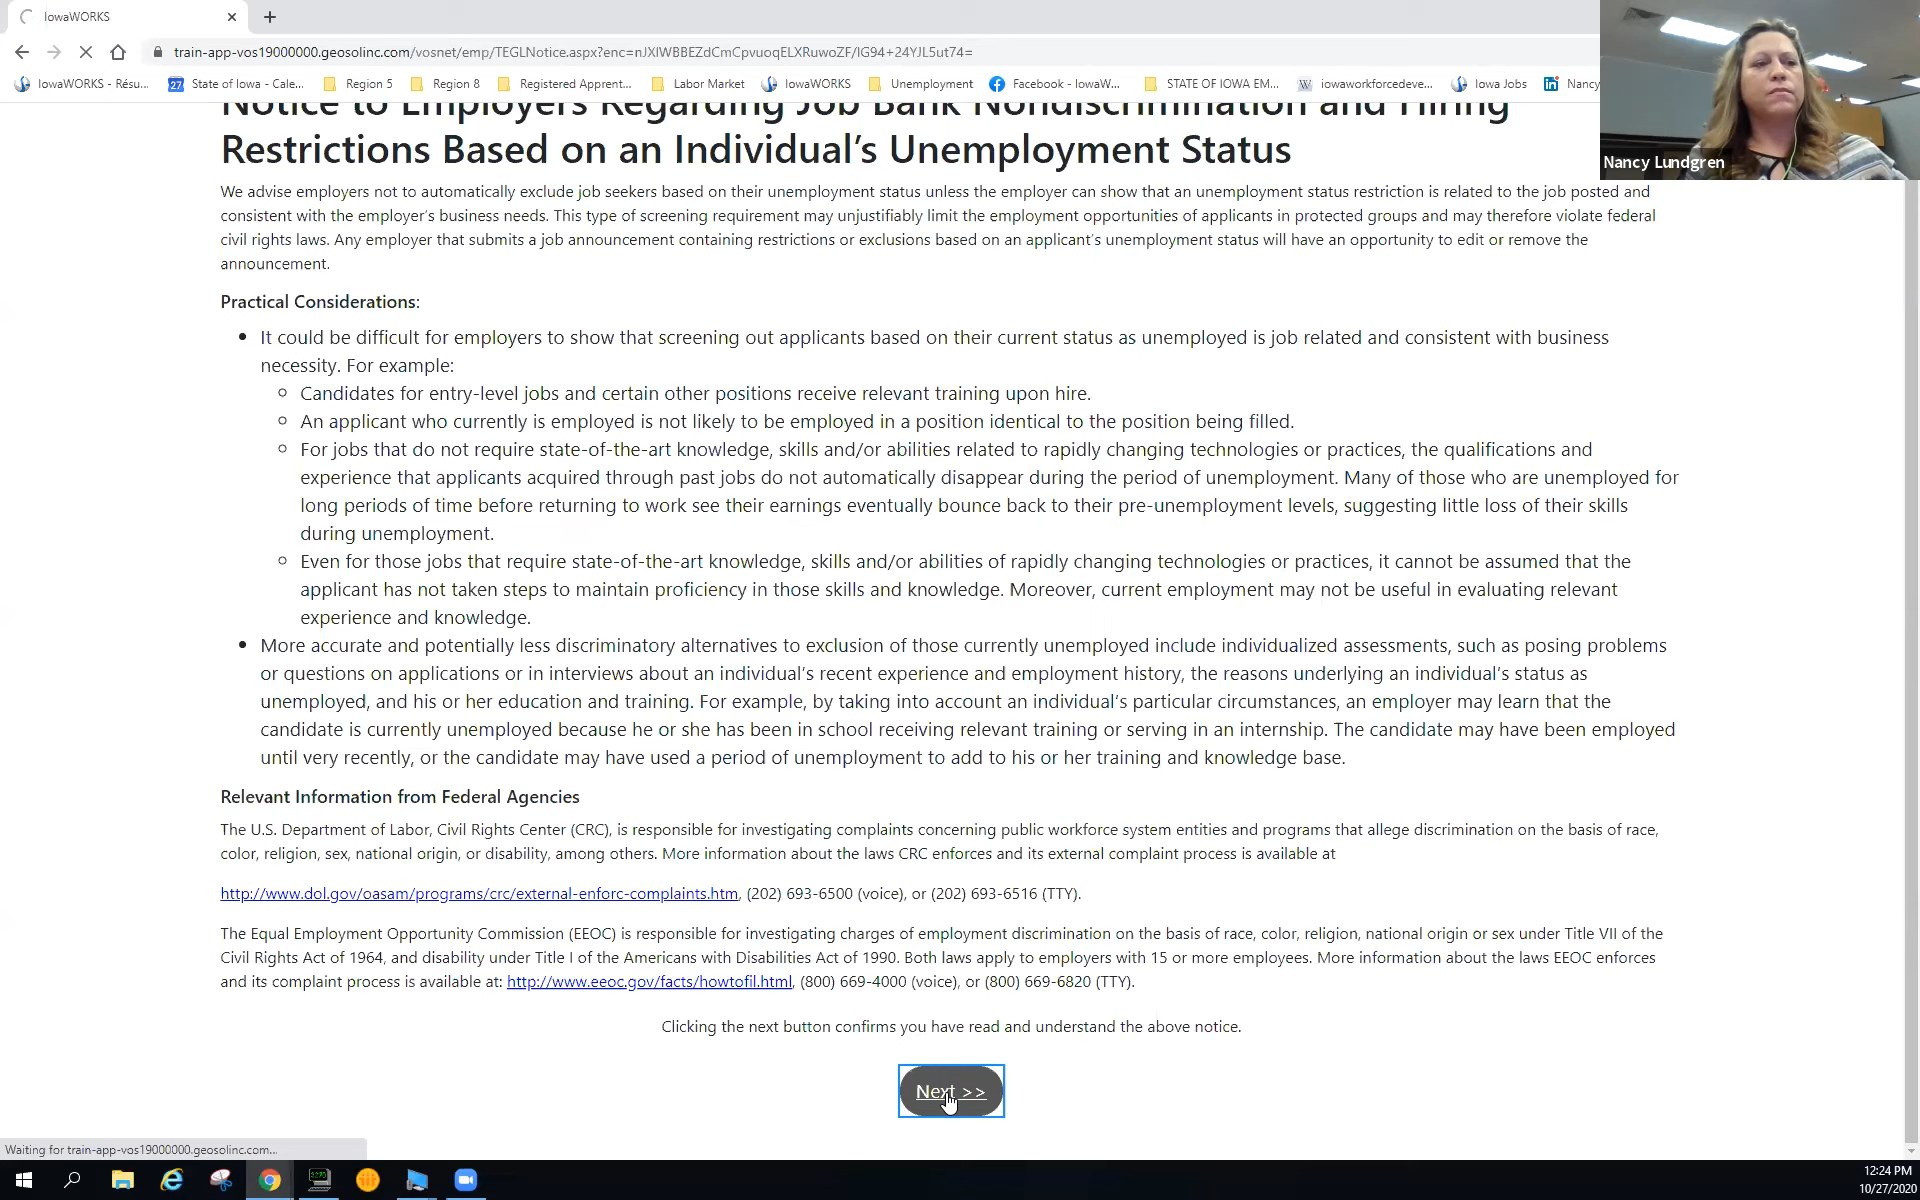 IowaWORKS
train-app-vos19000000.geosolinc.com/vosnet/emp/TEGLNotice.aspx?enc=nJXIWBBEZdCmCpvuoqELXRuwoZF/IG94+24YJL5ut74=
IowaWORKS - Résu... 27 State of Iowa - Cale... Region 5 Region 8 Registered Apprent... Labor Market IowaWORKS Unemployment Facebook - IowaW... STATE OF IOWA EM... W iowaworkforcedeve... Iowa Jobs in Nancy
Nancy Lundgren
Notice to Employers Regarding Job Bank Nondiscrimination and Hiring
Restrictions Based on an Individual’s Unemployment Status
We advise employers not to automatically exclude job seekers based on their unemployment status unless the employer can show that an unemployment status restriction is related to the job posted and
consistent with the employer’s business needs. This type of screening requirement may unjustifiably limit the employment opportunities of applicants in protected groups and may therefore violate federal
civil rights laws. Any employer that submits a job announcement containing restrictions or exclusions based on an applicant’s unemployment status will have an opportunity to edit or remove the
announcement.
Practical Considerations:
It could be difficult for employers to show that screening out applicants based on their current status as unemployed is job related and consistent with business
necessity. For example:
Candidates for entry-level jobs and certain other positions receive relevant training upon hire.
An applicant who currently is employed is not likely to be employed in a position identical to the position being filled.
For jobs that do not require state-of-the-art knowledge, skills and/or abilities related to rapidly changing technologies or practices, the qualifications and
experience that applicants acquired through past jobs do not automatically disappear during the period of unemployment. Many of those who are unemployed for
long periods of time before returning to work see their earnings eventually bounce back to their pre-unemployment levels, suggesting little loss of their skills
during unemployment.
Even for those jobs that require state-of-the-art knowledge, skills and/or abilities of rapidly changing technologies or practices, it cannot be assumed that the
applicant has not taken steps to maintain proficiency in those skills and knowledge. Moreover, current employment may not be useful in evaluating relevant
experience and knowledge.
More accurate and potentially less discriminatory alternatives to exclusion of those currently unemployed include individualized assessments, such as posing problems
or questions on applications or in interviews about an individual’s recent experience and employment history, the reasons underlying an individual’s status as
unemployed, and his or her education and training. For example, by taking into account an individual’s particular circumstances, an employer may learn that the
candidate is currently unemployed because he or she has been in school receiving relevant training or serving in an internship. The candidate may have been employed
until very recently, or the candidate may have used a period of unemployment to add to his or her training and knowledge base.
Relevant Information from Federal Agencies
The U.S. Department of Labor, Civil Rights Center (CRC), is responsible for investigating complaints concerning public workforce system entities and programs that allege discrimination on the basis of race,
color, religion, sex, national origin, or disability, among others. More information about the laws CRC enforces and its external complaint process is available at
http://www.dol.gov/oasam/programs/crc/external-enforc-complaints.htm, (202) 693-6500 (voice), or (202) 693-6516 (TTY).
The Equal Employment Opportunity Commission (EEOC) is responsible for investigating charges of employment discrimination on the basis of race, color, religion, national origin or sex under Title VII of the
Civil Rights Act of 1964, and disability under Title I of the Americans with Disabilities Act of 1990. Both laws apply to employers with 15 or more employees. More information about the laws EEOC enforces
and its complaint process is available at: http://www.eeoc.gov/facts/howtofil.html, (800) 669-4000 (voice), or (800) 669-6820 (TTY).
Clicking the next button confirms you have read and understand the above notice.
Next >>
Waiting for train-app-vos19000000.geosolinc.com...
12:24 PM
10/27/2020